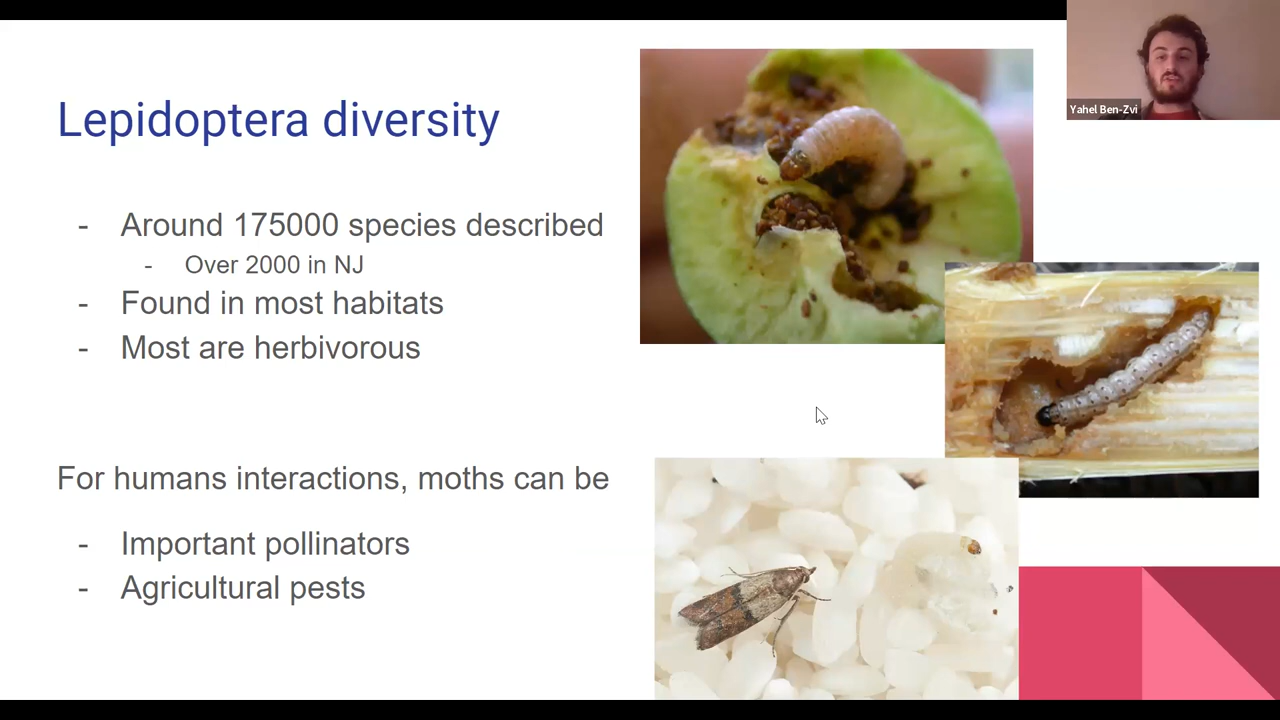 Lepidoptera diversity
- Around 175000 species described
- Over 2000 in NJ
- Found in most habitats
- Most are herbivorous
For humans interactions, moths can be
- Important pollinators
- Agricultural pests
Yahel Ben-Zvi